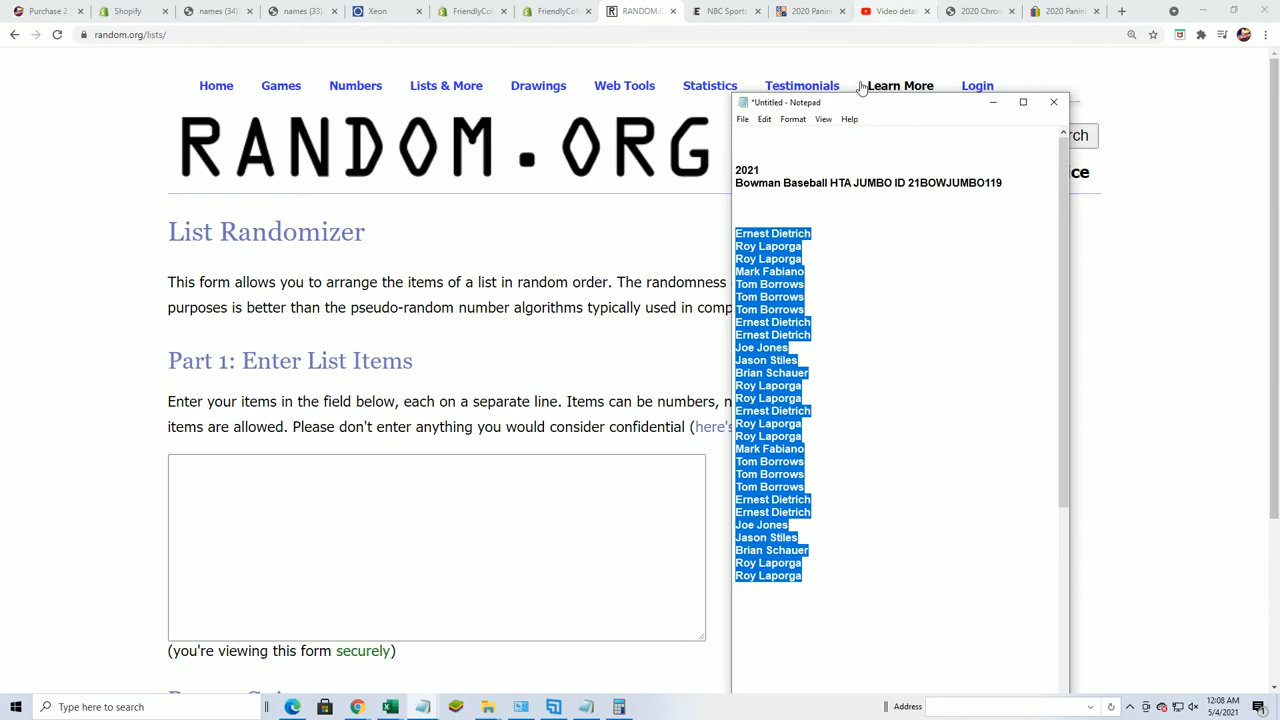 Purchase 2
Shopify
names (34)
names (33)
Xeon
FriendlyCol
FriendlyCol
RANDOM.O
NBC Sports
2020 Panin
Video deta
2020 Chron
2020 Panin
random.org/lists/
Home Games Numbers Lists & More Drawings Web Tools Statistics Testimonials Learn More Login
RANDOM.ORG
rch
ice
List Randomizer
This form allows you to arrange the items of a list in random order. The randomness
purposes is better than the pseudo-random number algorithms typically used in comp
Part 1: Enter List Items
Enter your items in the field below, each on a separate line. Items can be numbers, n
items are allowed. Please don't enter anything you would consider confidential (here's
(you're viewing this form securely)
*Untitled - Notepad
File Edit Format View Help
2021
Bowman Baseball HTA JUMBO ID 21BOWJUMBO119
Ernest Dietrich
Roy Laporga
Roy Laporga
Mark Fabiano
Tom Borrows
Tom Borrows
Tom Borrows
Ernest Dietrich
Ernest Dietrich
Joe Jones
Jason Stiles
Brian Schauer
Roy Laporga
Roy Laporga
Ernest Dietrich
Roy Laporga
Roy Laporga
Mark Fabiano
Tom Borrows
Tom Borrows
Tom Borrows
Ernest Dietrich
Ernest Dietrich
Joe Jones
Jason Stiles
Brian Schauer
Roy Laporga
Roy Laporga
Type here to search
Address
12:08 AM
5/4/2021